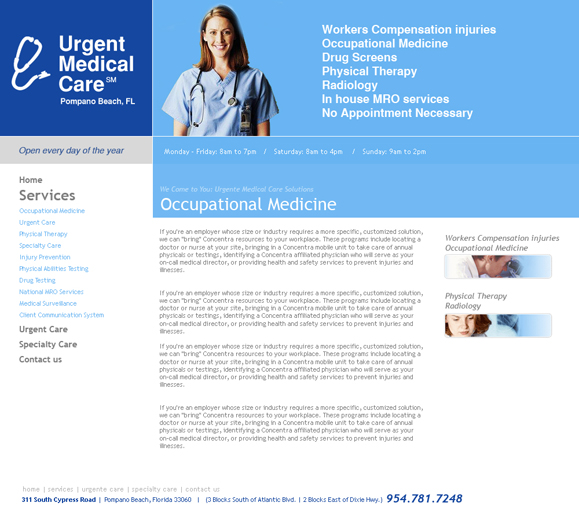 Urgent
Medical
Care SM
Pompano Beach, FL
Workers Compensation injuries
Occupational Medicine
Drug Screens
Physical Therapy
Radiology
In house MRO services
No Appointment Necessary
Open every day of the year
Monday - Friday: 8am to 7pm / Saturday: 8am to 4pm / Sunday: 9am to 2pm
Home
Services
Occupational Medicine
Urgent Care
Physical Therapy
Specialty Care
Injury Prevention
Physical Abilities Testing
Drug Testing
National MRO Services
Medical Surveillance
Client Communication System
Urgent Care
Specialty Care
Contact us
We Came to You: Urgente Medical Care Solutions
Occupational Medicine
If you're an employer whose size or industry requires a more specific, customized solution,
we can "bring" Concentra resources to your workplace. These programs include locating a
doctor or nurse at your site, bringing in a Concentra mobile unit to take care of annual
physicals or testings, identifying a Concentra affiliated physician who will serve as your
on-call medical director, or providing health and safety services to prevent injuries and
illnesses.
If you're an employer whose size or industry requires a more specific, customized solution,
we can "bring" Concentra resources to your workplace. These programs include locating a
doctor or nurse at your site, bringing in a Concentra mobile unit to take care of annual
physicals or testings, identifying a Concentra affiliated physician who will serve as your
on-call medical director, or providing health and safety services to prevent injuries and
illnesses.
If you're an employer whose size or industry requires a more specific, customized solution,
we can "bring" Concentra resources to your workplace. These programs include locating a
doctor or nurse at your site, bringing in a Concentra mobile unit to take care of annual
physicals or testings, identifying a Concentra affiliated physician who will serve as your
on-call medical director, or providing health and safety services to prevent injuries and
illnesses.
If you're an employer whose size or industry requires a more specific, customized solution,
we can "bring" Concentra resources to your workplace. These programs include locating a
doctor or nurse at your site, bringing in a Concentra mobile unit to take care of annual
physicals or testings, identifying a Concentra affiliated physician who will serve as your
on-call medical director, or providing health and safety services to prevent injuries and
illnesses.
Workers Compensation injuries
Occupational Medicine
Physical Therapy
Radiology
home | services | urgente care | specialty care | contact us
311 South Cypress Road | Pompano Beach, Florida 33060 | (3 Blocks South of Atlantic Blvd. | 2 Blocks East of Dixie Hwy.) 954.781.7248